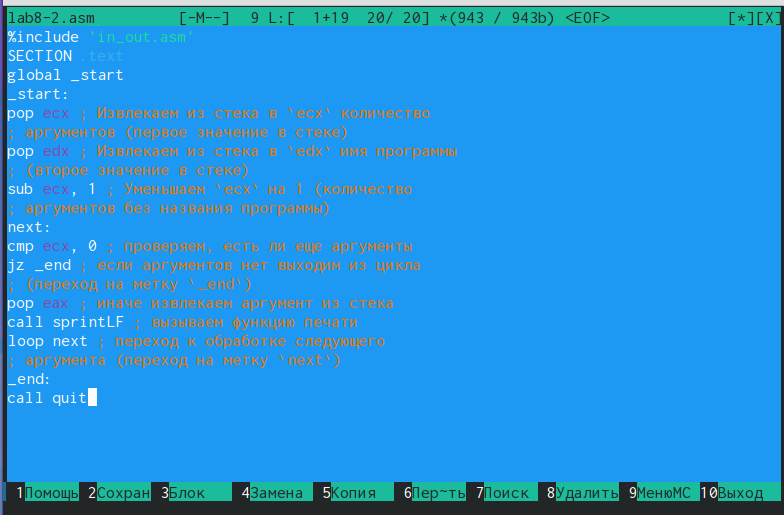 lab8-2.asm [-M--] 9 L:[ 1+19 20/ 20] *(943 / 943b) <EOF> [*][X]
%include 'in_out.asm'
SECTION .text
global _start
_start:
pop ecx ; Извлекаем из стека в `ecx` количество
; аргументов (первое значение в стеке)
pop edx ; Извлекаем из стека в `edx` имя программы
; (второе значение в стеке)
sub ecx, 1 ; Уменьшаем `ecx` на 1 (количество
; аргументов без названия программы)
next:
cmp ecx, 0 ; проверяем, есть ли еще аргументы
jz _end ; если аргументов нет выходим из цикла
; (переход на метку `_end`)
pop eax ; иначе извлекаем аргумент из стека
call sprintLF ; вызываем функцию печати
loop next ; переход к обработке следующего
; аргумента (переход на метку `next`)
_end:
call quit
1Помощь 2Сохран 3Блок 4Замена 5Копия 6Пер~ть 7Поиск 8Удалить 9МенюМС 10Выход